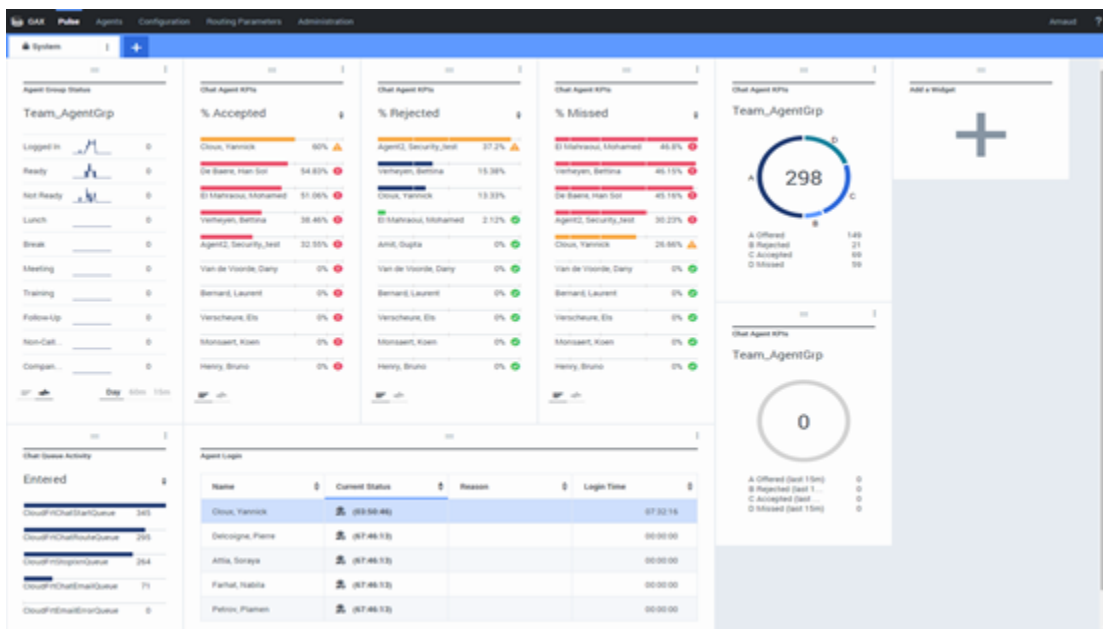 GAX Pulse Agents Configuration Routing Parameters Administration Arnaud ?
System +
Agent Group Status
Team_AgentGrp
Logged In 0
Ready 0
Not Ready 0
Lunch 0
Break 0
Meeting 0
Training 0
Follow-Up 0
Non-Call... 0
Compan... 0
Day 60m 15m
Chat Agent KPIs
% Accepted
Cloux, Yannick 60%
De Baere, Han Sol 54.83%
El Mahraoui, Mohamed 51.06%
Verheyen, Bettina 38.46%
Agent2, Security_test 32.55%
Van de Voorde, Dany 0%
Bernard, Laurent 0%
Verscheure, Els 0%
Monsaert, Koen 0%
Henry, Bruno 0%
Chat Agent KPIs
% Rejected
Agent2, Security_test 37.2%
Verheyen, Bettina 15.38%
Cloux, Yannick 13.33%
El Mahraoui, Mohamed 2.12%
Amit, Gupta 0%
Van de Voorde, Dany 0%
Bernard, Laurent 0%
Verscheure, Els 0%
Monsaert, Koen 0%
Henry, Bruno 0%
Chat Agent KPIs
% Missed
El Mahraoui, Mohamed 46.8%
Verheyen, Bettina 46.15%
De Baere, Han Sol 45.16%
Agent2, Security_test 30.23%
Cloux, Yannick 26.66%
Van de Voorde, Dany 0%
Bernard, Laurent 0%
Verscheure, Els 0%
Monsaert, Koen 0%
Henry, Bruno 0%
Chat Agent KPIs
Team_AgentGrp
298
A
B
C
D
A Offered 149
B Rejected 21
C Accepted 69
D Missed 59
Add a Widget
Chat Agent KPIs
Team_AgentGrp
0
A Offered (last 15m) 0
B Rejected (last 1... 0
C Accepted (last ... 0
D Missed (last 15m) 0
Chat Queue Activity
Entered
CloudFrtChatStartQueue 345
CloudFrtChatRouteQueue 295
CloudFrtStopIxnQueue 264
CloudFrtChatEmailQueue 71
CloudFrtEmailErrorQueue 0
Agent Login
Name Current Status Reason Login Time
Cloux, Yannick (03:50:46) 07:32:16
Delcoigne, Pierre (67:46:13) 00:00:00
Attia, Soraya (67:46:13) 00:00:00
Farhat, Nabila (67:46:13) 00:00:00
Petrov, Plamen (67:46:13) 00:00:00